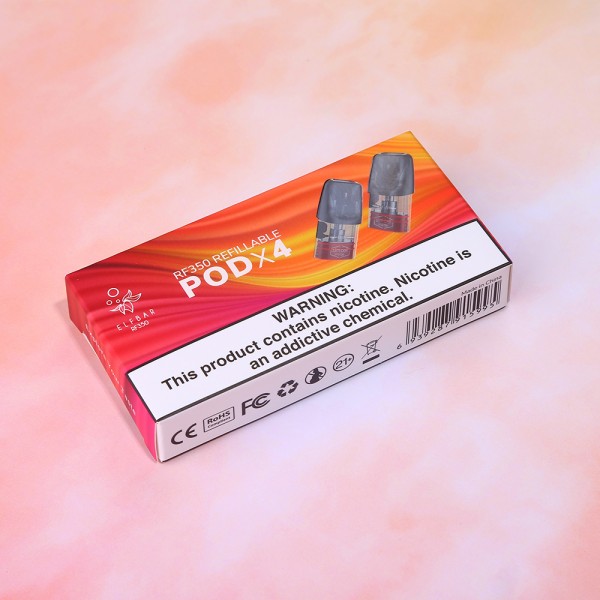 RF350 REFILLABLE
PODX4
ELFBAR
RF350
WARNING:
This product contains nicotine. Nicotine is
an addictive chemical.
CE
RoHS
FC
21+
Made in China